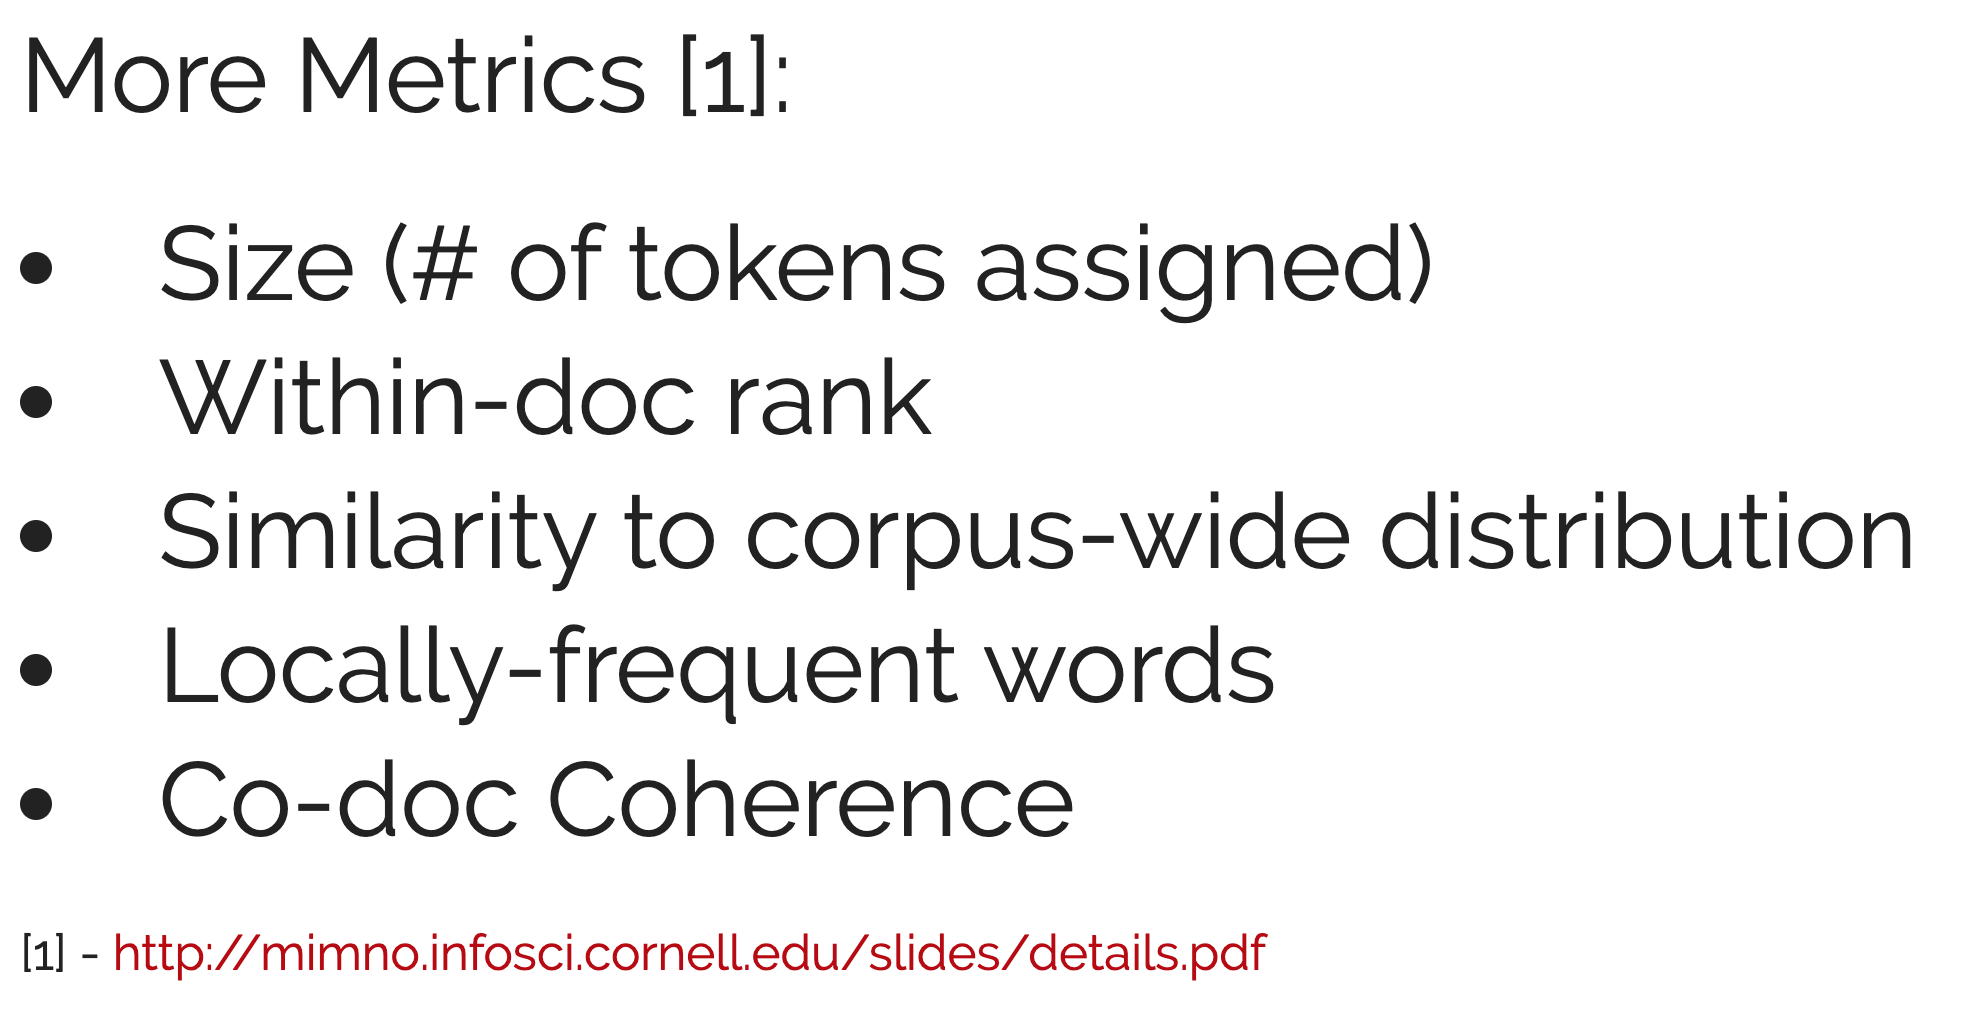 More Metrics [1]:
• Size (# of tokens assigned)
• Within-doc rank
• Similarity to corpus-wide distribution
• Locally-frequent words
• Co-doc Coherence
[1] - http://mimno.infosci.cornell.edu/slides/details.pdf